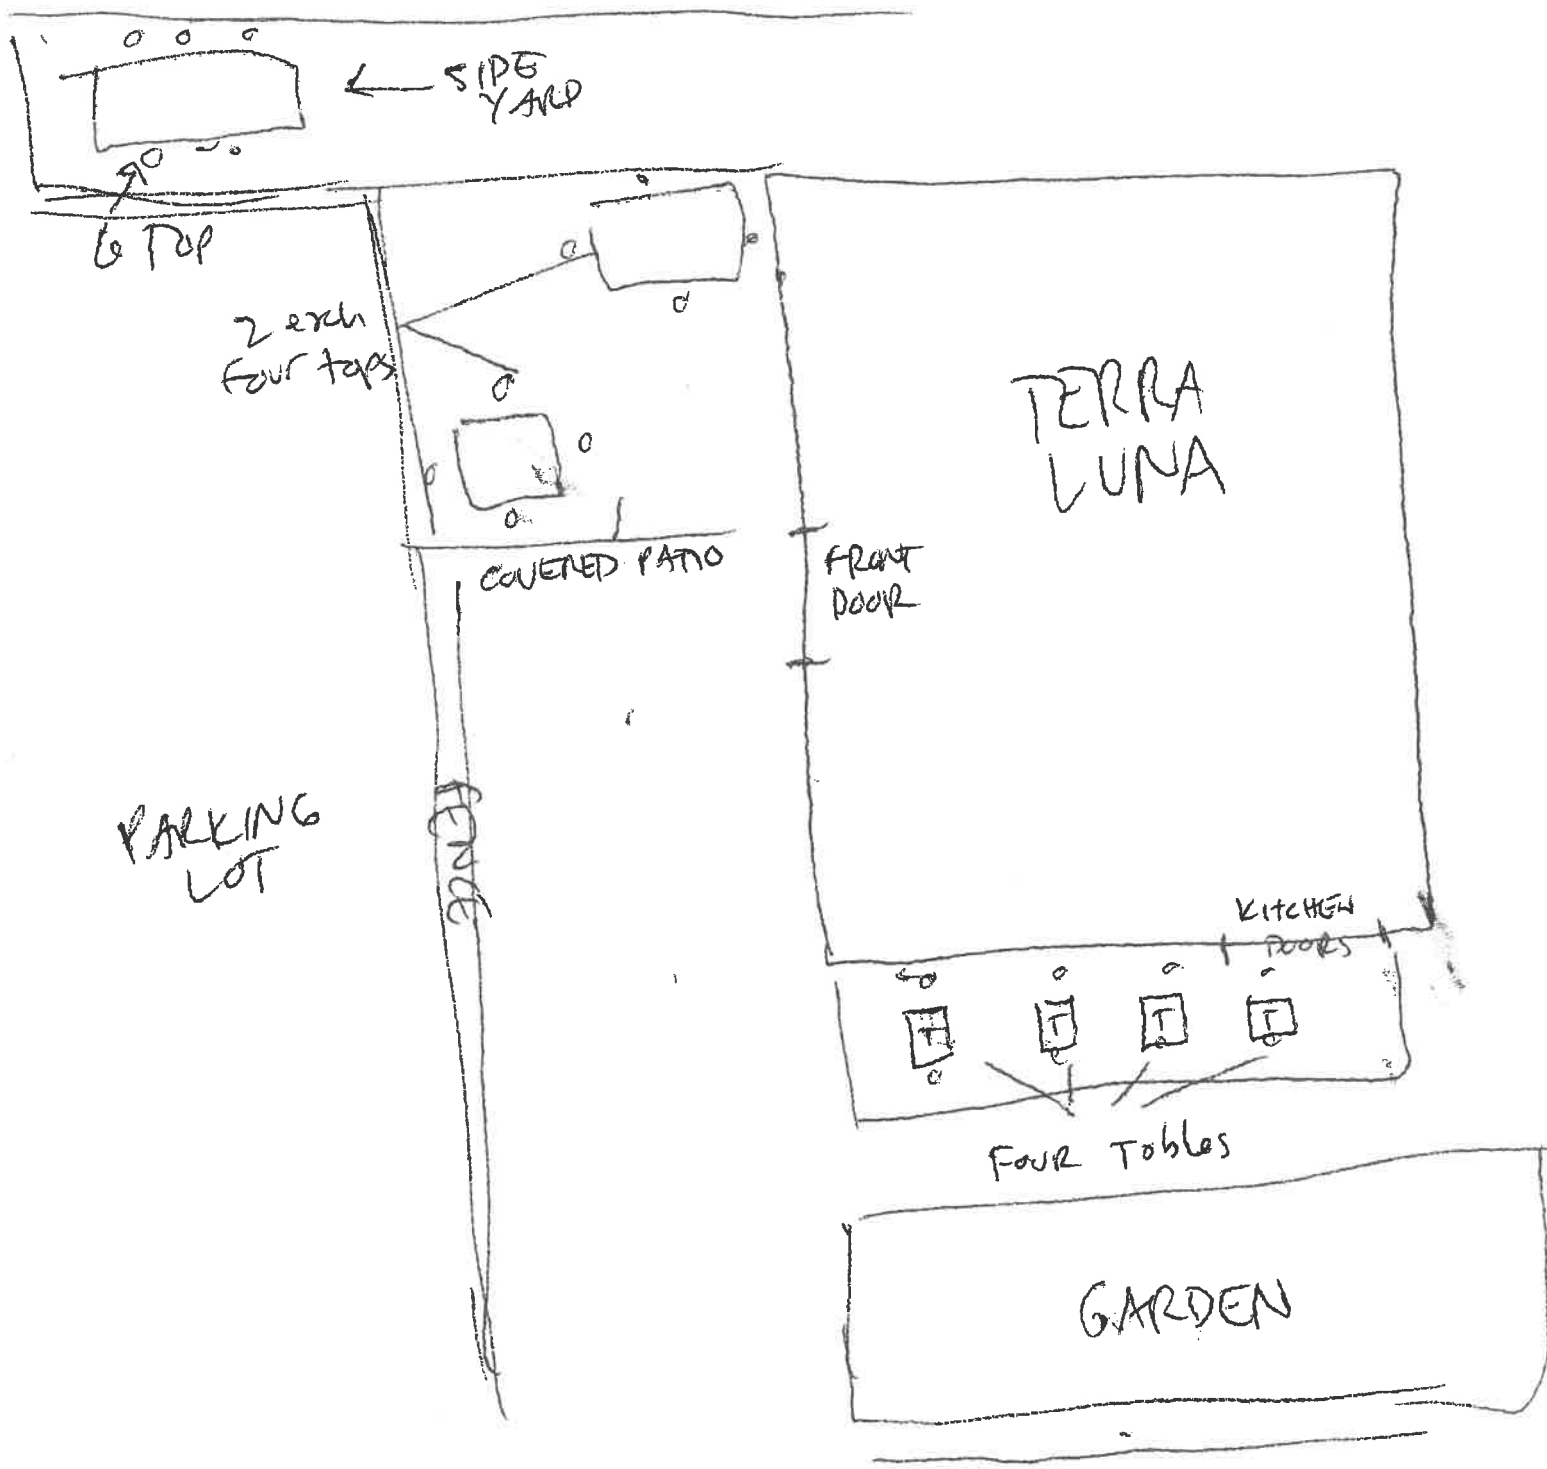 SIDE
YARD
6 TOP
2 each
Four tops
TERRA
LUNA
COVERED PATIO
FRONT
DOOR
PARKING
LOT
FENCE
KITCHEN
DOORS
T T T T
FOUR Tables
GARDEN